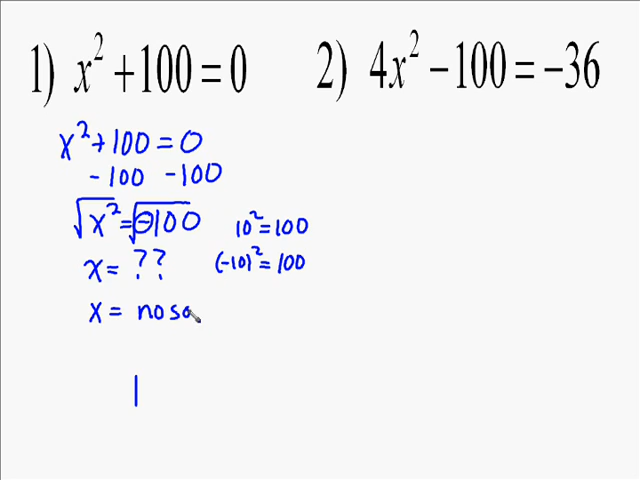 1) x² + 100 = 0
2) 4x² − 100 = −36
x² + 100 = 0
- 100 - 100
√x² = √-100
10² = 100
x = ??
(-10)² = 100
x = no so
|